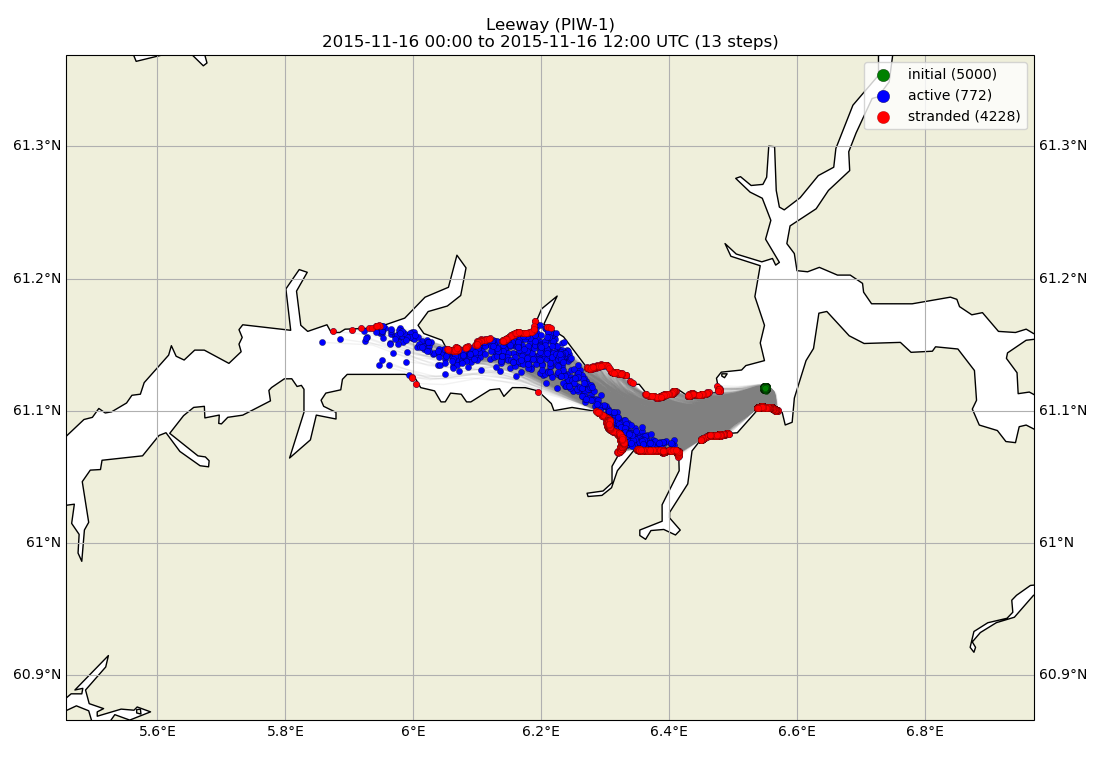 Leeway (PIW-1)
2015-11-16 00:00 to 2015-11-16 12:00 UTC (13 steps)
initial (5000)
active (772)
stranded (4228)
61.3°N 61.3°N
61.2°N 61.2°N
61.1°N 61.1°N
61°N 61°N
60.9°N 60.9°N
5.6°E 5.8°E 6°E 6.2°E 6.4°E 6.6°E 6.8°E